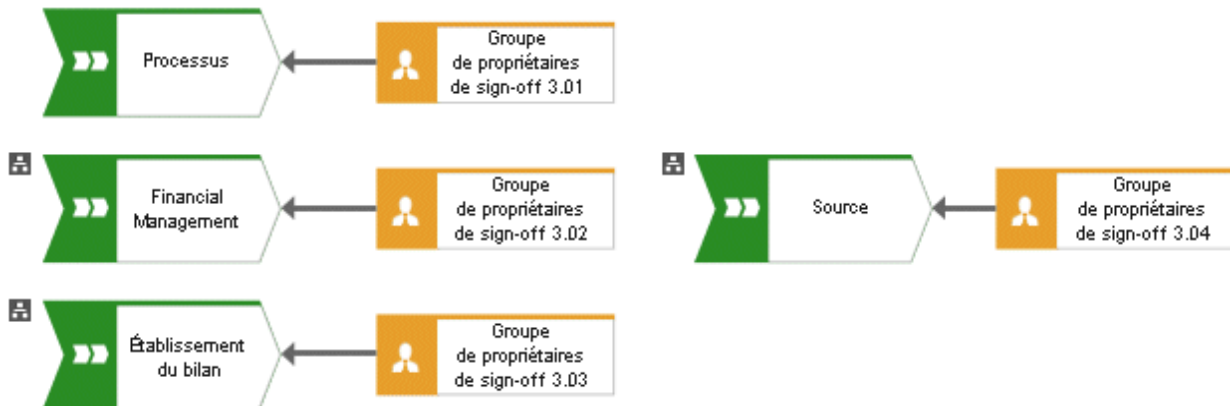 Processus
Groupe
de propriétaires
de sign-off 3.01
Financial
Management
Groupe
de propriétaires
de sign-off 3.02
Source
Groupe
de propriétaires
de sign-off 3.04
Établissement
du bilan
Groupe
de propriétaires
de sign-off 3.03